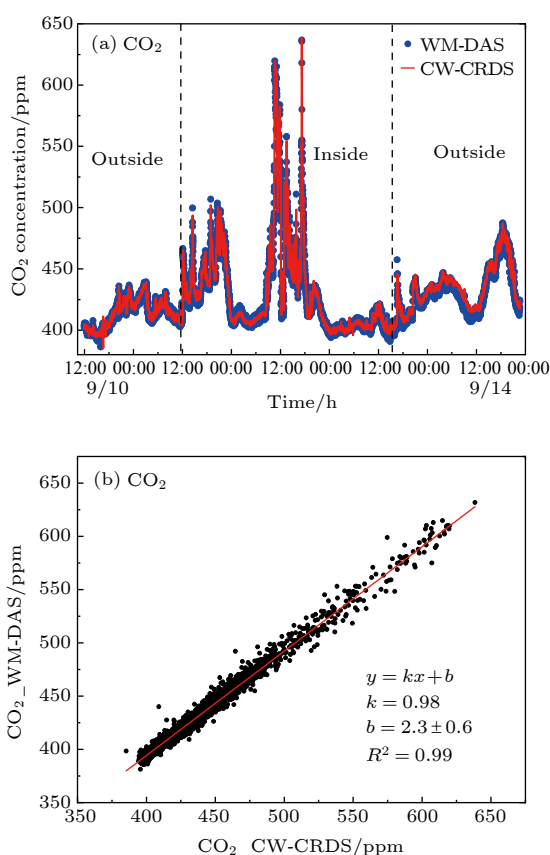 650
(a) CO₂
WM-DAS
CW-CRDS
600
550
500
450
400
Outside
Inside
Outside
CO₂ concentration/ppm
12:00 00:00 12:00 00:00 12:00 00:00 12:00 00:00 12:00 00:00
9/10
9/14
Time/h
(b) CO₂
650
600
550
500
450
400
350
CO₂_WM-DAS/ppm
y = kx + b
k = 0.98
b = 2.3 ± 0.6
R² = 0.99
350 400 450 500 550 600 650
CO₂ CW-CRDS/ppm